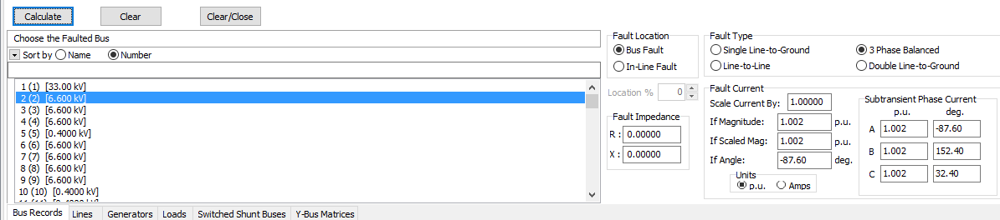 Calculate Clear Clear/Close
Choose the Faulted Bus
Sort by Name Number
1 (1) [33.00 kV]
2 (2) [6.600 kV]
3 (3) [6.600 kV]
4 (4) [6.600 kV]
5 (5) [0.4000 kV]
6 (6) [6.600 kV]
7 (7) [6.600 kV]
8 (8) [6.600 kV]
9 (9) [6.600 kV]
10 (10) [0.4000 kV]
11 (11) [0.4000 kV]
Fault Location
Bus Fault
In-Line Fault
Location % 0
Fault Impedance
R : 0.00000
X : 0.00000
Fault Type
Single Line-to-Ground 3 Phase Balanced
Line-to-Line Double Line-to-Ground
Fault Current
Scale Current By: 1.00000
If Magnitude: 1.002 p.u.
If Scaled Mag: 1.002 p.u.
If Angle: -87.60 deg.
Units
p.u. Amps
Subtransient Phase Current
p.u. deg.
A 1.002 -87.60
B 1.002 152.40
C 1.002 32.40
Bus Records Lines Generators Loads Switched Shunt Buses Y-Bus Matrices